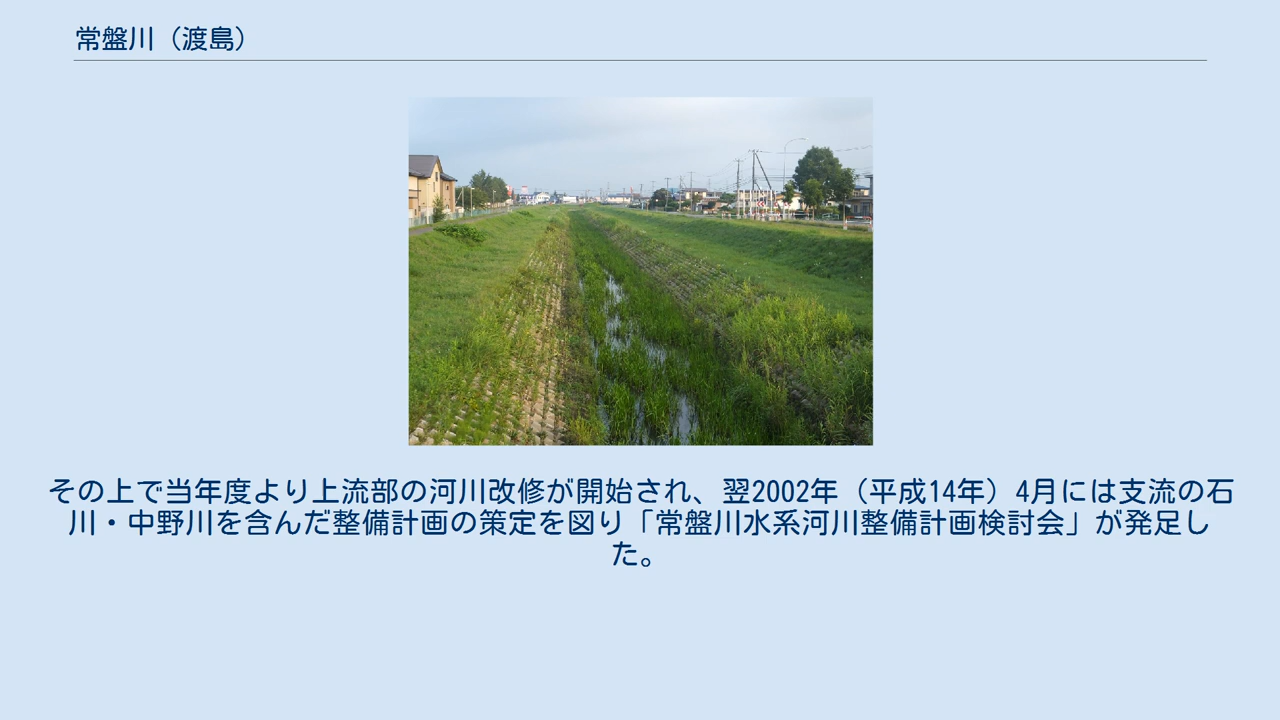 常盤川（渡島）
その上で当年度より上流部の河川改修が開始され、翌2002年（平成14年）4月には支流の石
川・中野川を含んだ整備計画の策定を図り「常盤川水系河川整備計画検討会」が発足し
た。